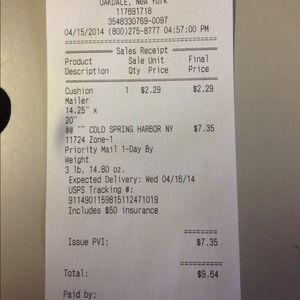 OAKDALE, New York
117691718
3548330769-0097
04/15/2014 (800)275-8777 04:57:00 PM
Sales Receipt
Product Sale Unit Final
Description Qty Price Price
Cushion 1 $2.29 $2.29
Mailer
14.25" x
20"
COLD SPRING HARBOR NY $7.35
11724 Zone-1
Priority Mail 1-Day By
Weight
3 lb. 14.80 oz.
Expected Delivery: Wed 04/16/14
USPS Tracking #:
9114901159815112471019
Includes $50 insurance
Issue PVI: $7.35
Total: $9.64
Paid by: